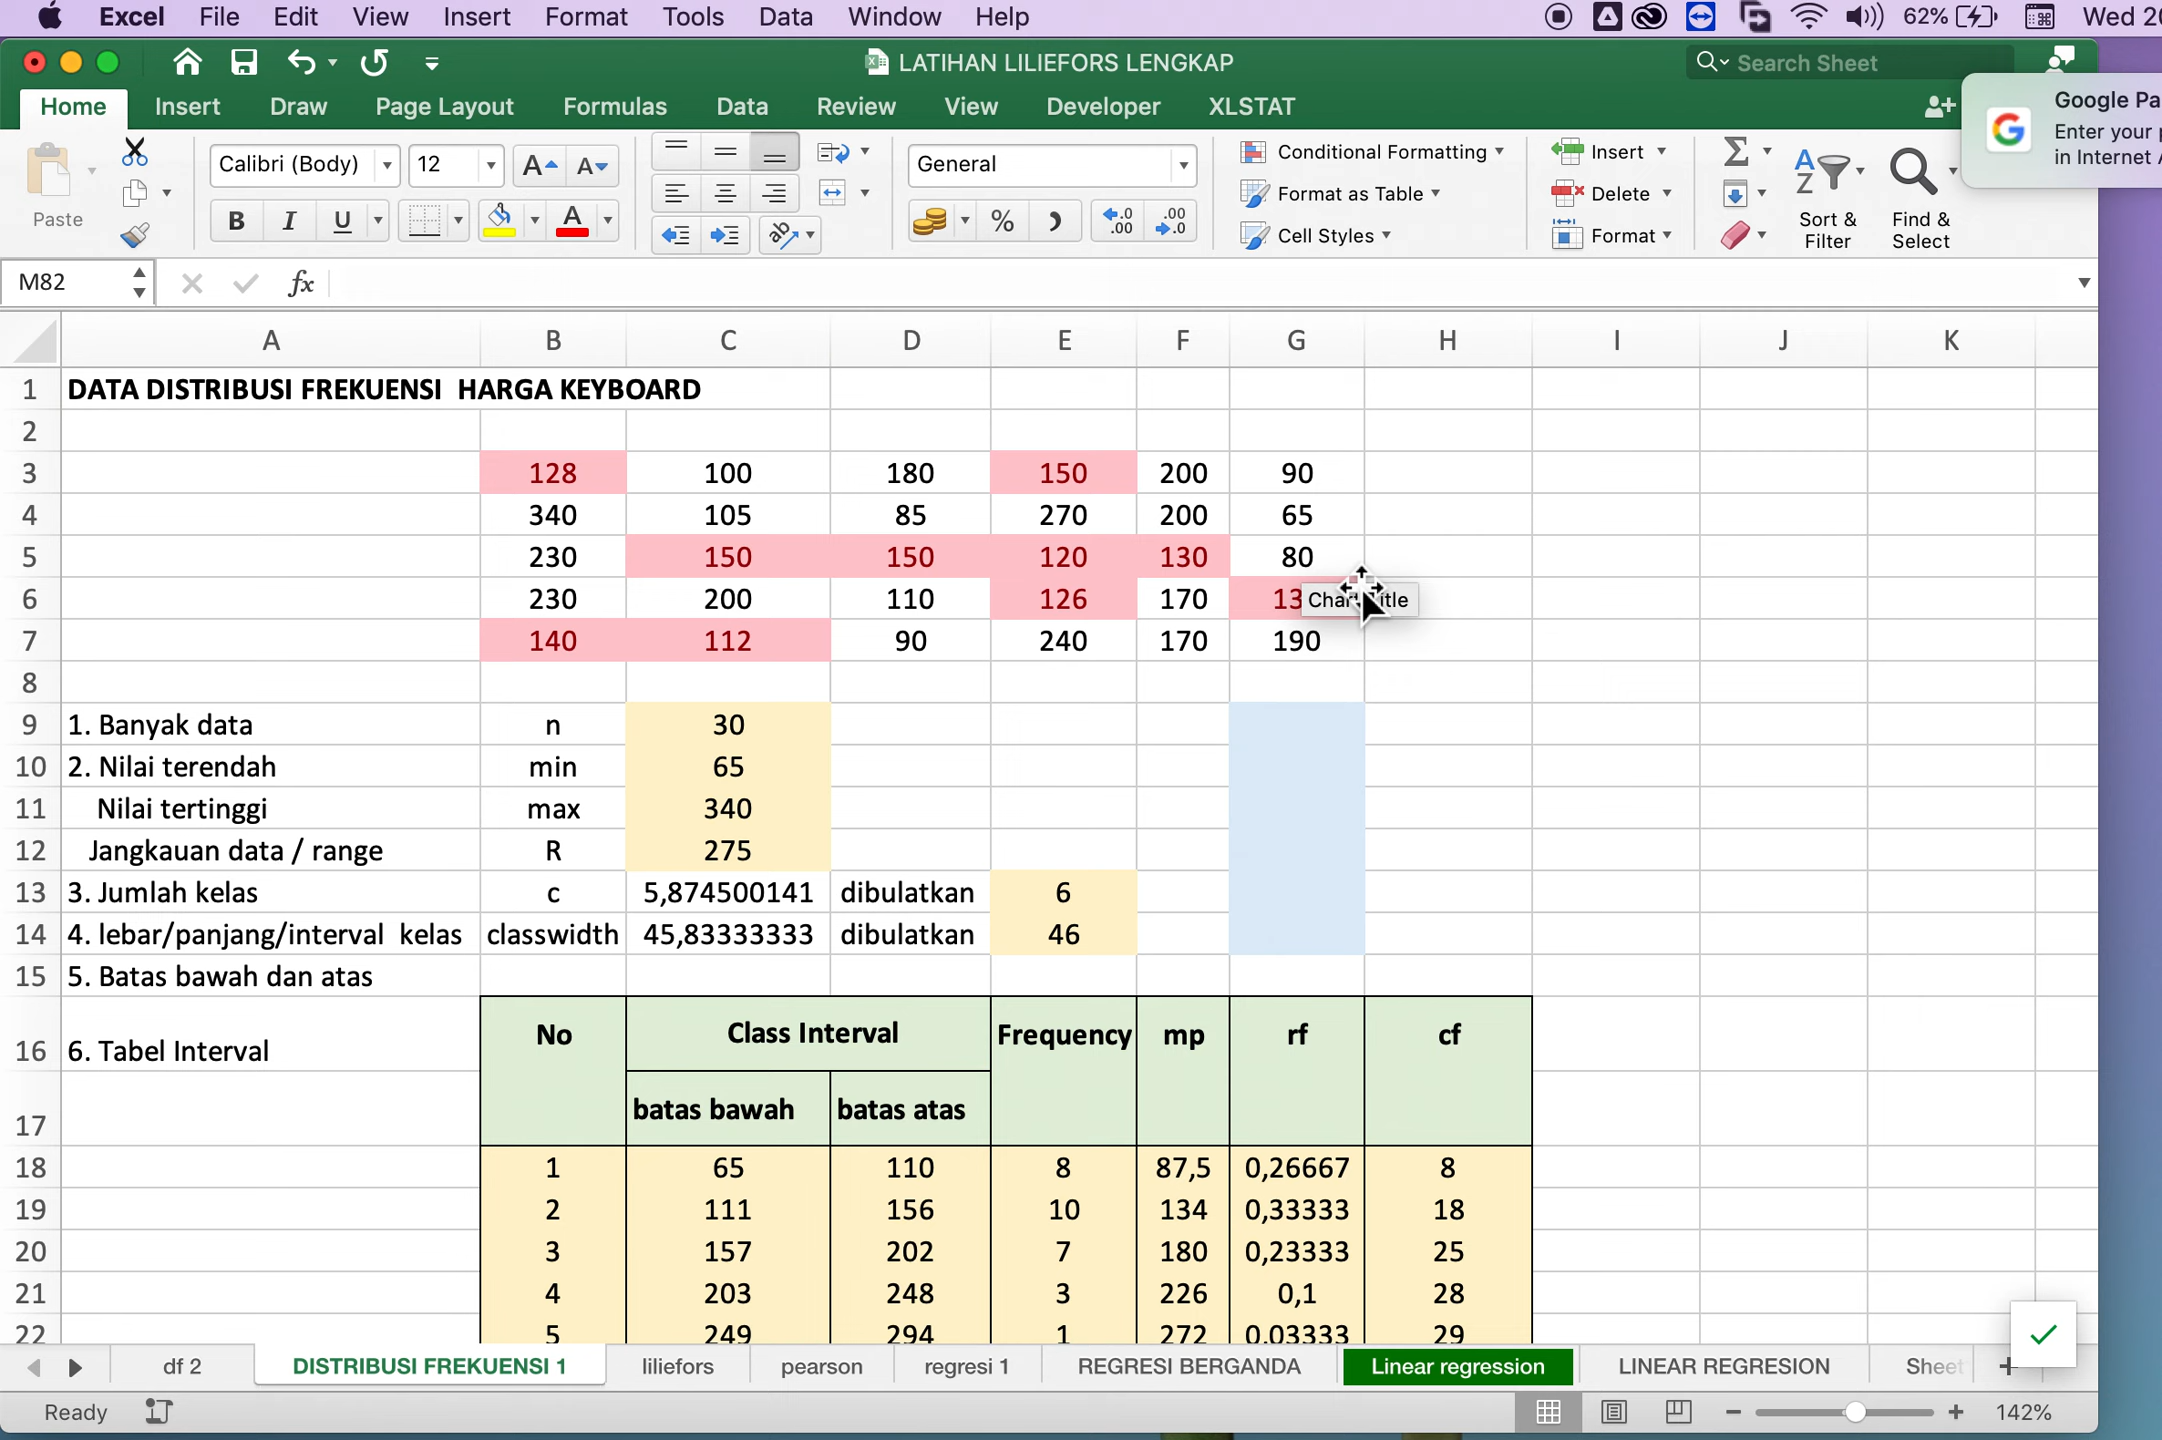 Excel File Edit View Insert Format Tools Data Window Help 62% Wed
LATIHAN LILIEFORS LENGKAP Search Sheet
Home Insert Draw Page Layout Formulas Data Review View Developer XLSTAT
Google
Enter your
in Internet
Paste
Calibri (Body) 12
General
Conditional Formatting
Format as Table
Cell Styles
Insert
Delete
Format
Sort & Filter
Find & Select
M82 fx
A B C D E F G H I J K
1 DATA DISTRIBUSI FREKUENSI HARGA KEYBOARD
2
3 128 100 180 150 200 90
4 340 105 85 270 200 65
5 230 150 150 120 130 80
6 230 200 110 126 170 13
Chart Title
7 140 112 90 240 170 190
8
9 1. Banyak data n 30
10 2. Nilai terendah min 65
11 Nilai tertinggi max 340
12 Jangkauan data / range R 275
13 3. Jumlah kelas c 5,874500141 dibulatkan 6
14 4. lebar/panjang/interval kelas classwidth 45,83333333 dibulatkan 46
15 5. Batas bawah dan atas
16 6. Tabel Interval No Class Interval Frequency mp rf cf
17 batas bawah batas atas
18 1 65 110 8 87,5 0,26667 8
19 2 111 156 10 134 0,33333 18
20 3 157 202 7 180 0,23333 25
21 4 203 248 3 226 0,1 28
22 5 249 294 1 272 0,03333 29
df 2 DISTRIBUSI FREKUENSI 1 liliefors pearson regresi 1 REGRESI BERGANDA Linear regression LINEAR REGRESION Sheet
Ready 142%